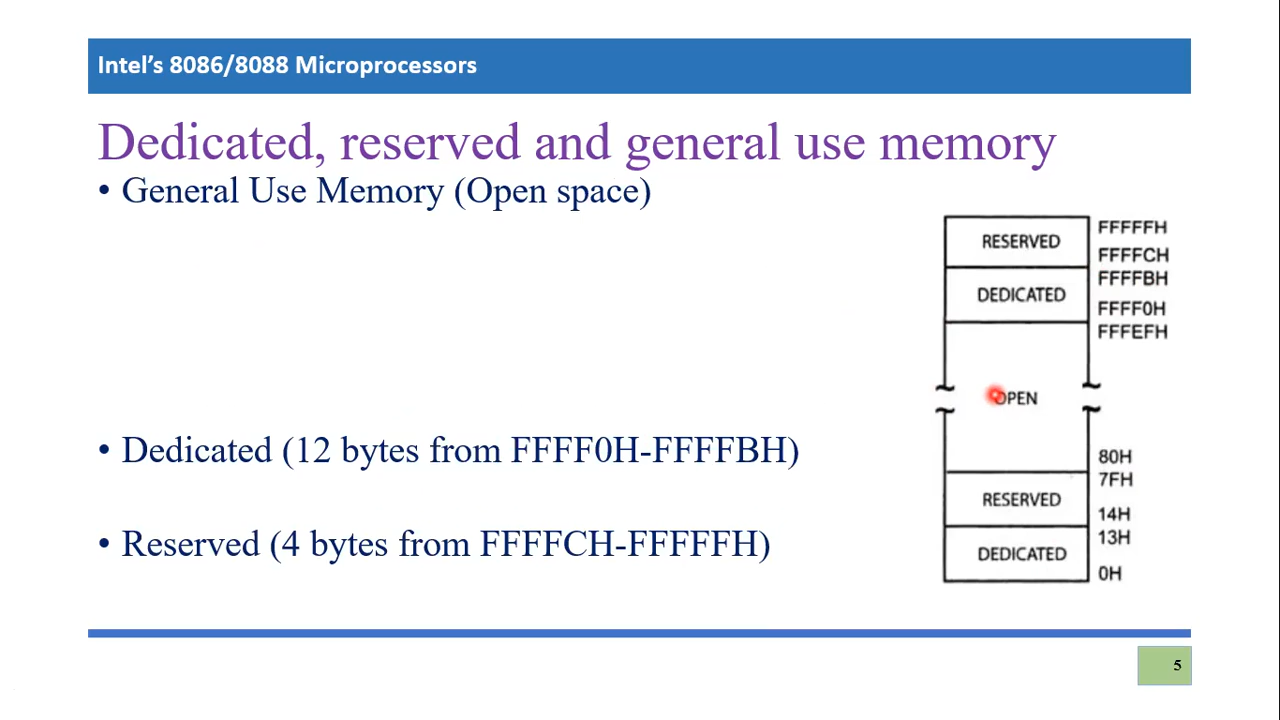 Intel's 8086/8088 Microprocessors
Dedicated, reserved and general use memory
• General Use Memory (Open space)
• Dedicated (12 bytes from FFFF0H-FFFFBH)
• Reserved (4 bytes from FFFFCH-FFFFFH)
RESERVED
FFFFFH
FFFFCH
DEDICATED
FFFFBH
FFFF0H
FFFEFH
OPEN
80H
RESERVED
7FH
14H
DEDICATED
13H
0H
5